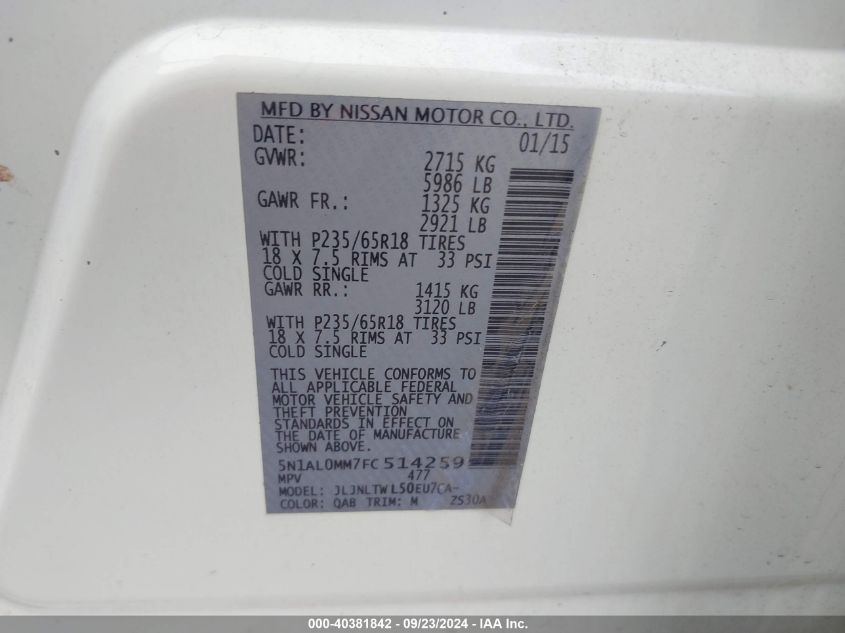 MFD BY NISSAN MOTOR CO., LTD.
DATE: 01/15
GVWR: 2715 KG
5986 LB
GAWR FR.: 1325 KG
2921 LB
WITH P235/65R18 TIRES
18 X 7.5 RIMS AT 33 PSI
COLD SINGLE
GAWR RR.: 1415 KG
3120 LB
WITH P235/65R18 TIRES
18 X 7.5 RIMS AT 33 PSI
COLD SINGLE
THIS VEHICLE CONFORMS TO
ALL APPLICABLE FEDERAL
MOTOR VEHICLE SAFETY AND
THEFT PREVENTION
STANDARDS IN EFFECT ON
THE DATE OF MANUFACTURE
SHOWN ABOVE.
5N1AL0MM7FC514259
MPV 477
MODEL: JLJNLTWL50EU7CA-
COLOR: QAB TRIM: M ZS30A
000-40381842 - 09/23/2024 - IAA Inc.